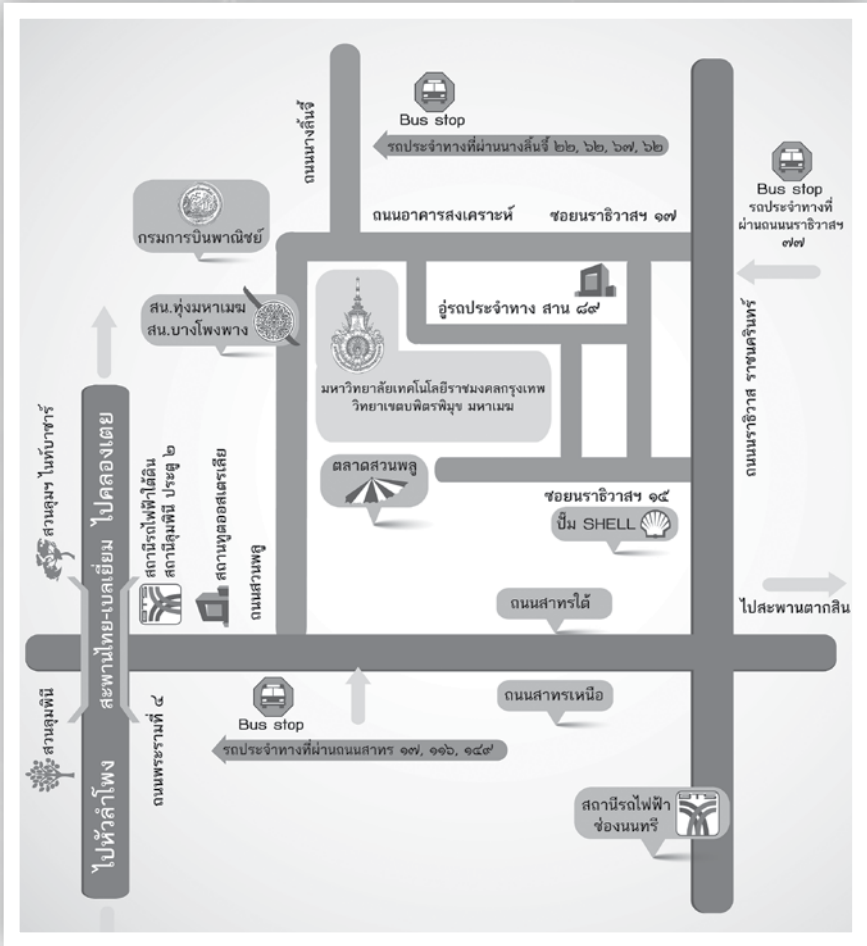 ถนนนางลิ้นจี่
Bus stop
รถประจำทางที่ผ่านนางลิ้นจี่ ๒๒, ๖๒, ๖๗, ๖๒
Bus stop
รถประจำทางที่
ผ่านถนนนราธิวาสฯ
๗๗
กรมการบินพาณิชย์
ถนนอาคารสงเคราะห์
ซอยนราธิวาสฯ ๑๗
สน.ทุ่งมหาเมฆ
สน.บางโพงพาง
อู่รถประจำทาง สาน ๘๙
มหาวิทยาลัยเทคโนโลยีราชมงคลกรุงเทพ
วิทยาเขตบพิตรพิมุข มหาเมฆ
ถนนนราธิวาส ราชนครินทร์
ตลาดสวนพลู
ซอยนราธิวาสฯ ๑๕
ปั๊ม SHELL
สวนลุมฯ ไนท์บาซาร์
ไปคลองเตย
สถานีรถไฟฟ้าใต้ดิน
สถานีลุมพินี ประตู ๒
สถานทูตออสเตรเลีย
ถนนสวนพลู
สะพานไทย-เบลเยี่ยม
ถนนสาทรใต้
ไปสะพานตากสิน
ถนนสาทรเหนือ
สวนลุมพินี
ไปหัวลำโพง
ถนนพระรามที่ ๔
Bus stop
รถประจำทางที่ผ่านถนนสาทร ๑๗, ๑๑๖, ๑๔๙
สถานีรถไฟฟ้า
ช่องนนทรี